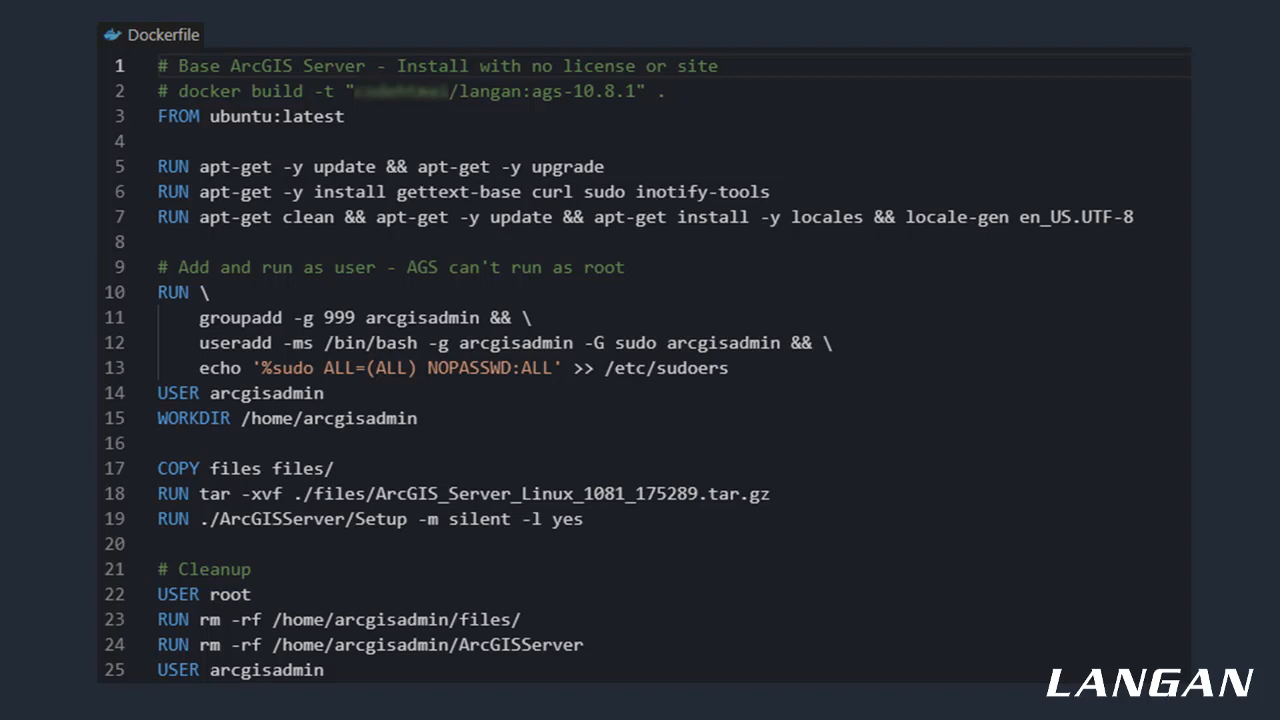 Dockerfile
1 # Base ArcGIS Server - Install with no license or site
2 # docker build -t "/langan:ags-10.8.1" .
3 FROM ubuntu:latest
4
5 RUN apt-get -y update && apt-get -y upgrade
6 RUN apt-get -y install gettext-base curl sudo inotify-tools
7 RUN apt-get clean && apt-get -y update && apt-get install -y locales && locale-gen en_US.UTF-8
8
9 # Add and run as user - AGS can't run as root
10 RUN \
11 groupadd -g 999 arcgisadmin && \
12 useradd -ms /bin/bash -g arcgisadmin -G sudo arcgisadmin && \
13 echo '%sudo ALL=(ALL) NOPASSWD:ALL' >> /etc/sudoers
14 USER arcgisadmin
15 WORKDIR /home/arcgisadmin
16
17 COPY files files/
18 RUN tar -xvf ./files/ArcGIS_Server_Linux_1081_175289.tar.gz
19 RUN ./ArcGISServer/Setup -m silent -l yes
20
21 # Cleanup
22 USER root
23 RUN rm -rf /home/arcgisadmin/files/
24 RUN rm -rf /home/arcgisadmin/ArcGISServer
25 USER arcgisadmin
LANGAN